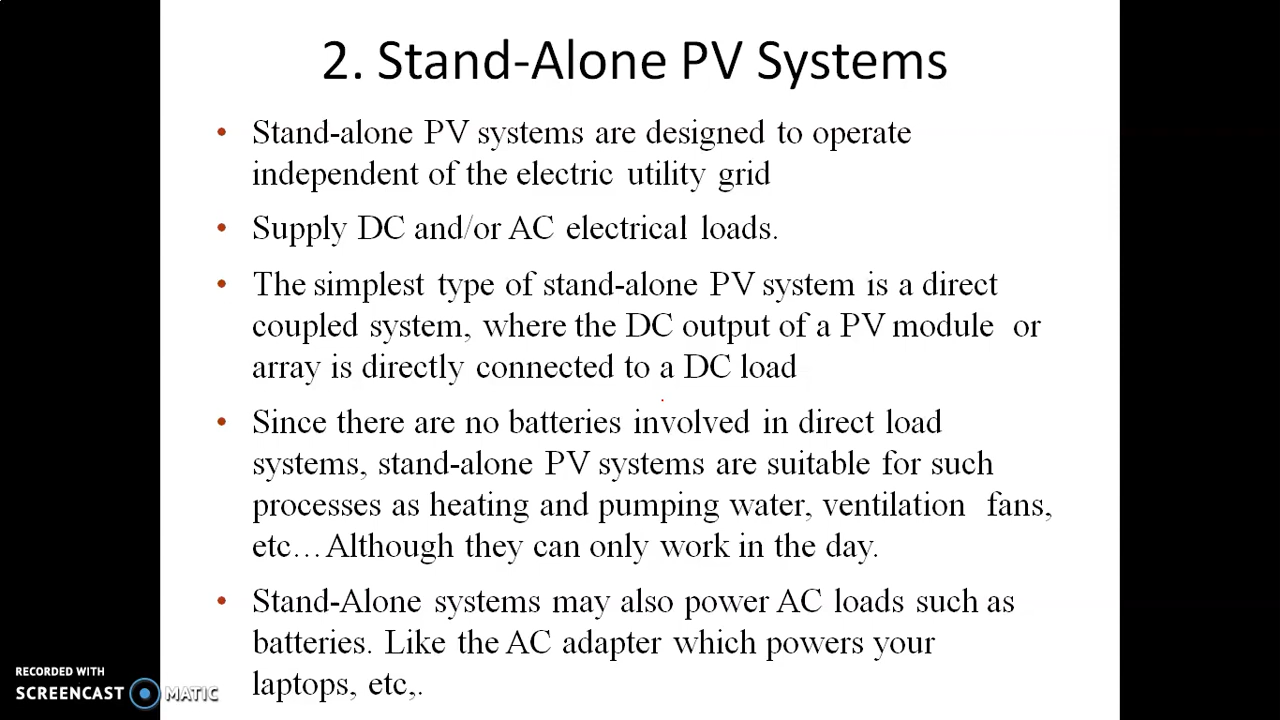 2. Stand-Alone PV Systems
• Stand-alone PV systems are designed to operate
independent of the electric utility grid
• Supply DC and/or AC electrical loads.
• The simplest type of stand-alone PV system is a direct
coupled system, where the DC output of a PV module or
array is directly connected to a DC load
• Since there are no batteries involved in direct load
systems, stand-alone PV systems are suitable for such
processes as heating and pumping water, ventilation fans,
etc… Although they can only work in the day.
• Stand-Alone systems may also power AC loads such as
batteries. Like the AC adapter which powers your
laptops, etc,.
RECORDED WITH
SCREENCAST MATIC